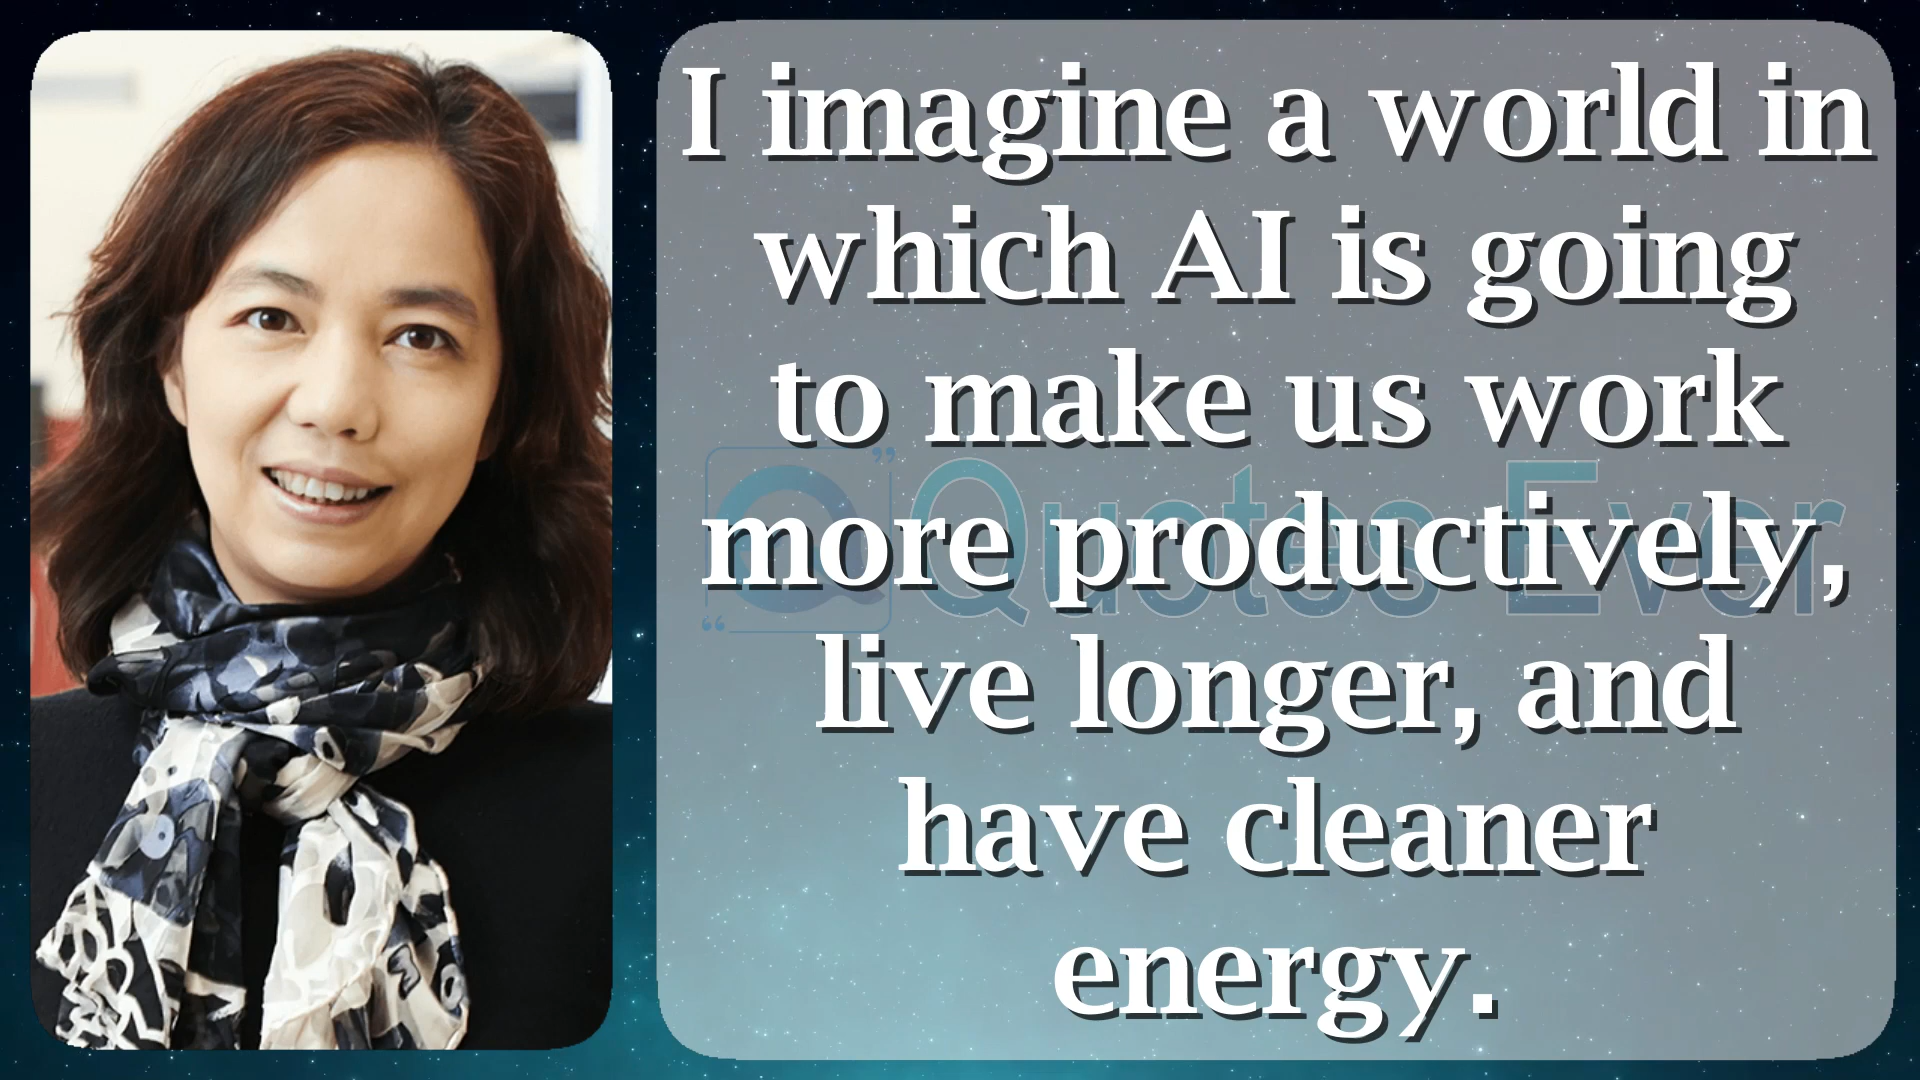 I imagine a world in
which AI is going
to make us work
more productively,
live longer, and
have cleaner
energy.
Quotes Ever